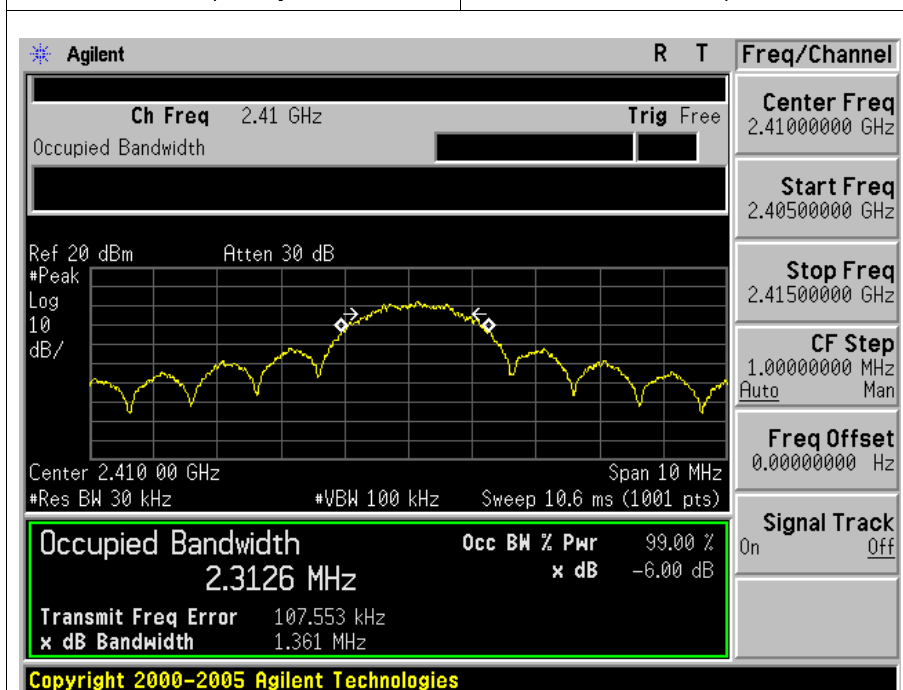 Agilent R T
Freq/Channel
Ch Freq 2.41 GHz Trig Free
Occupied Bandwidth
Center Freq
2.41000000 GHz
Start Freq
2.40500000 GHz
Stop Freq
2.41500000 GHz
CF Step
1.00000000 MHz
Auto Man
Freq Offset
0.00000000 Hz
Signal Track
On Off
Ref 20 dBm Atten 30 dB
#Peak
Log
10
dB/
Center 2.410 00 GHz Span 10 MHz
#Res BW 30 kHz #VBW 100 kHz Sweep 10.6 ms (1001 pts)
Occupied Bandwidth
2.3126 MHz
Occ BW % Pwr 99.00 %
x dB -6.00 dB
Transmit Freq Error 107.553 kHz
x dB Bandwidth 1.361 MHz
Copyright 2000-2005 Agilent Technologies